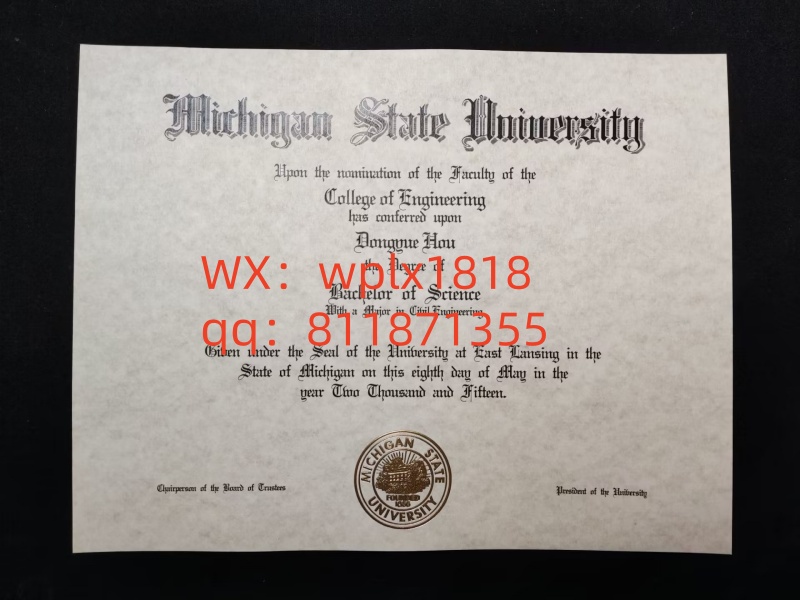 Michigan State University
Upon the nomination of the Faculty of the
College of Engineering
has conferred upon
Dongyue Hou
the Degree of
WX：wplx1818
Bachelor of Science
With a Major in Civil Engineering
qq：811871355
Given under the Seal of the University at East Lansing in the
State of Michigan on this eighth day of May in the
year Two Thousand and Fifteen.
MICHIGAN STATE
UNIVERSITY
FOUNDED
Chairperson of the Board of Trustees
President of the University